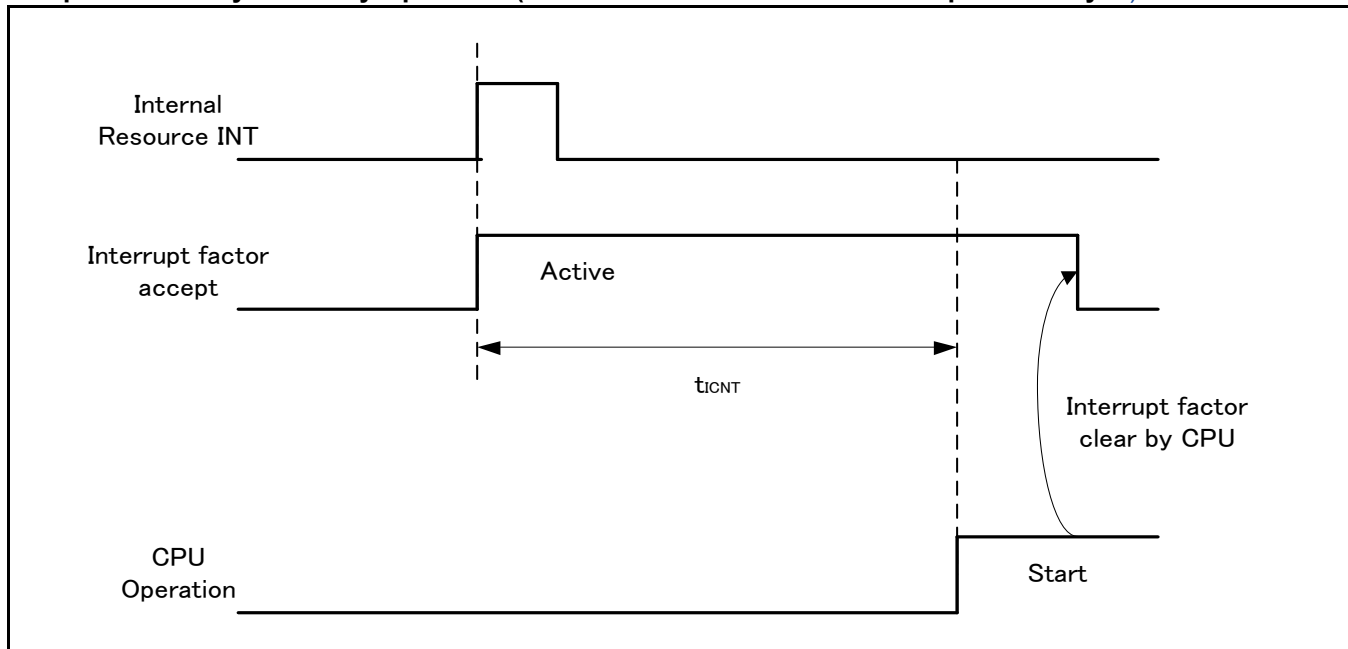 Internal
Resource INT
Interrupt factor
accept
Active
tICNT
Interrupt factor
clear by CPU
CPU
Operation
Start